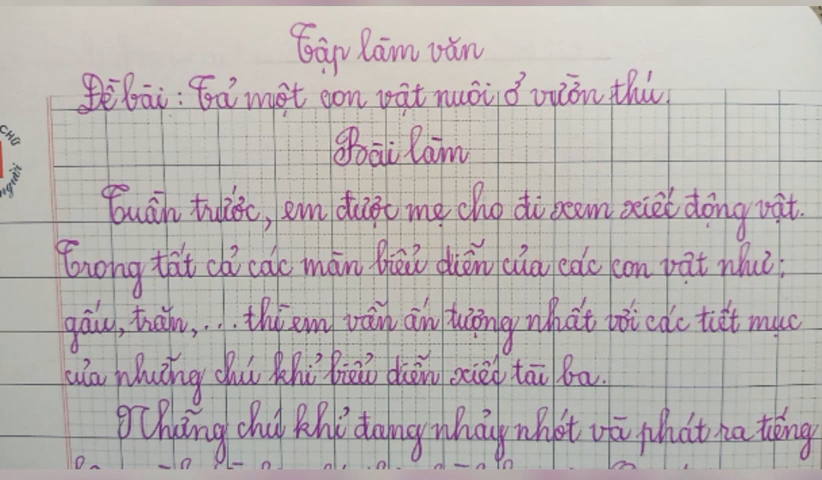 Tập làm văn
Đề bài: Tả một con vật nuôi ở vườn thú.
Bài làm
Tuần trước, em được mẹ cho đi xem xiếc động vật.
Trong tất cả các màn biểu diễn của các con vật như:
gấu, trăn,... thì em vẫn ấn tượng nhất với các tiết mục
của những chú khỉ biểu diễn xiếc tài ba.
Những chú khỉ đang nhảy nhót và phát ra tiếng
CHỮ
người